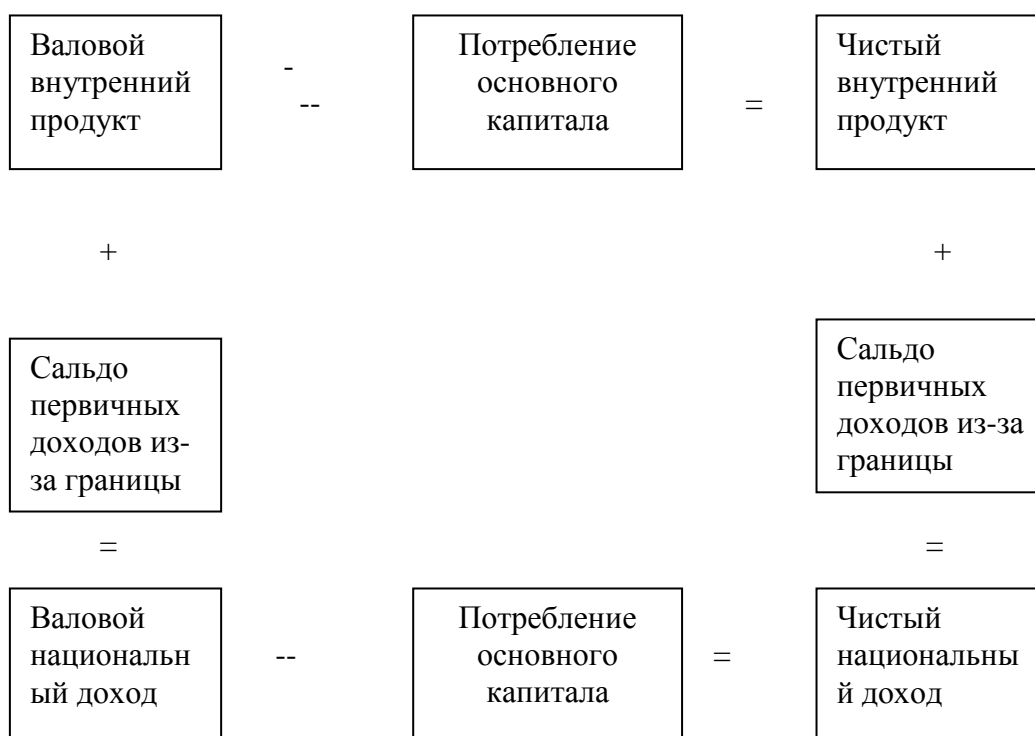 Валовой
внутренний
продукт
-
--
Потребление
основного
капитала
=
Чистый
внутренний
продукт
+
+
Сальдо
первичных
доходов из-
за границы
Сальдо
первичных
доходов из-за
границы
=
=
Валовой
национальн
ый доход
--
Потребление
основного
капитала
=
Чистый
национальны
й доход